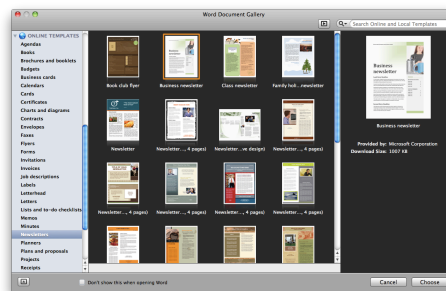 Word Document Gallery
Search Online and Local Templates
ONLINE TEMPLATES
Agendas
Books
Brochures and booklets
Budgets
Business cards
Calendars
Cards
Certificates
Charts and diagrams
Contracts
Envelopes
Faxes
Flyers
Forms
Invitations
Invoices
Job descriptions
Labels
Letterhead
Letters
Lists and to-do checklists
Memos
Minutes
Newsletters
Planners
Plans and proposals
Projects
Receipts
Book club flyer
Business newsletter
Class newsletter
Family holi...newsletter
Newsletter
Newsletter..., 4 pages)
Newsletter...ve design)
Newsletter..., 4 pages)
Newsletter..., 4 pages)
Newsletter..., 4 pages)
Newsletter..., 4 pages)
Newsletter..., 4 pages)
Business
newsletter
Business newsletter
Provided by: Microsoft Corporation
Download Size: 1007 KB
Don't show this when opening Word
Cancel
Choose